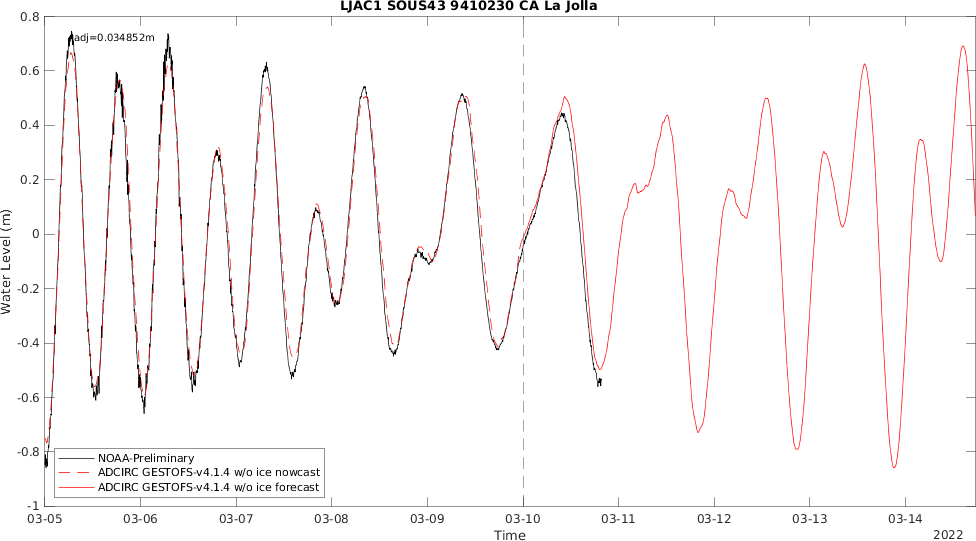 LJAC1 SOUS43 9410230 CA La Jolla
adj=0.034852m
0.8
0.6
0.4
0.2
0
-0.2
-0.4
-0.6
-0.8
-1
Water Level (m)
NOAA-Preliminary
ADCIRC GESTOFS-v4.1.4 w/o ice nowcast
ADCIRC GESTOFS-v4.1.4 w/o ice forecast
03-05 03-06 03-07 03-08 03-09 03-10 03-11 03-12 03-13 03-14
Time
2022